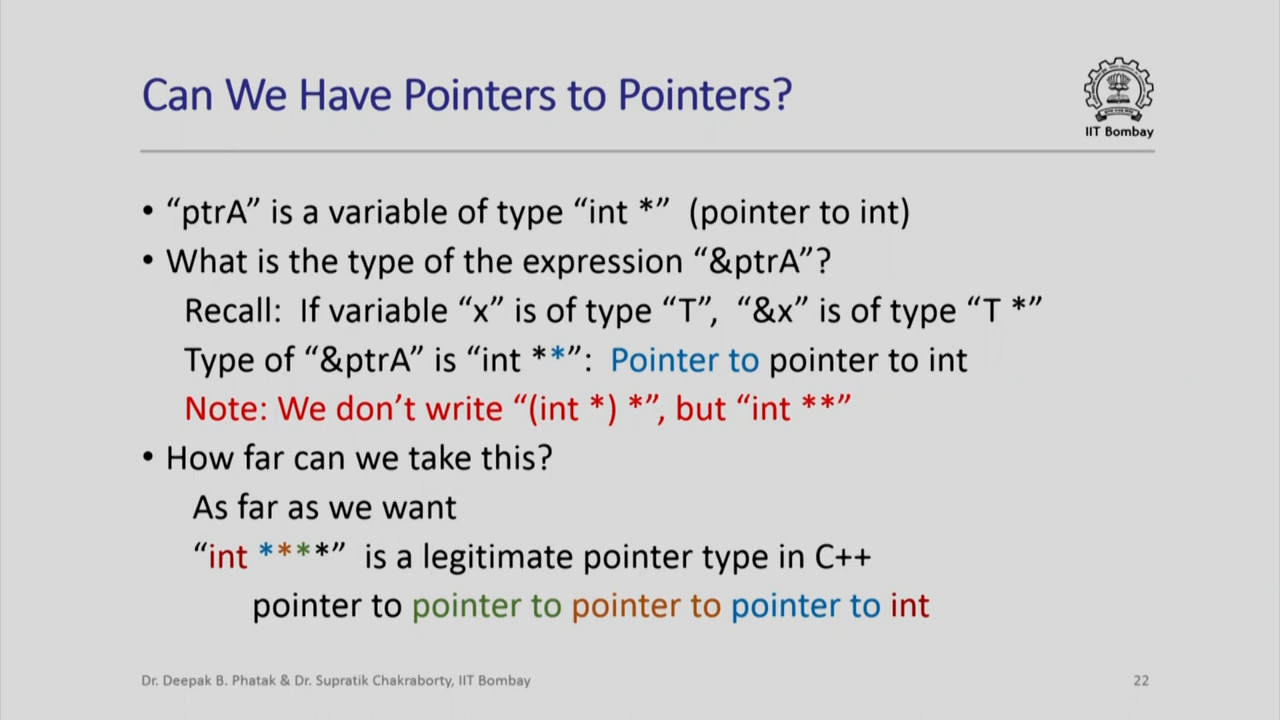 Can We Have Pointers to Pointers?
IIT Bombay
• “ptrA” is a variable of type “int *” (pointer to int)
• What is the type of the expression “&ptrA”?
Recall: If variable “x” is of type “T”, “&x” is of type “T *”
Type of “&ptrA” is “int **”: Pointer to pointer to int
Note: We don’t write “(int *) *”, but “int **”
• How far can we take this?
As far as we want
“int ****” is a legitimate pointer type in C++
pointer to pointer to pointer to pointer to int
Dr. Deepak B. Phatak & Dr. Supratik Chakraborty, IIT Bombay
22